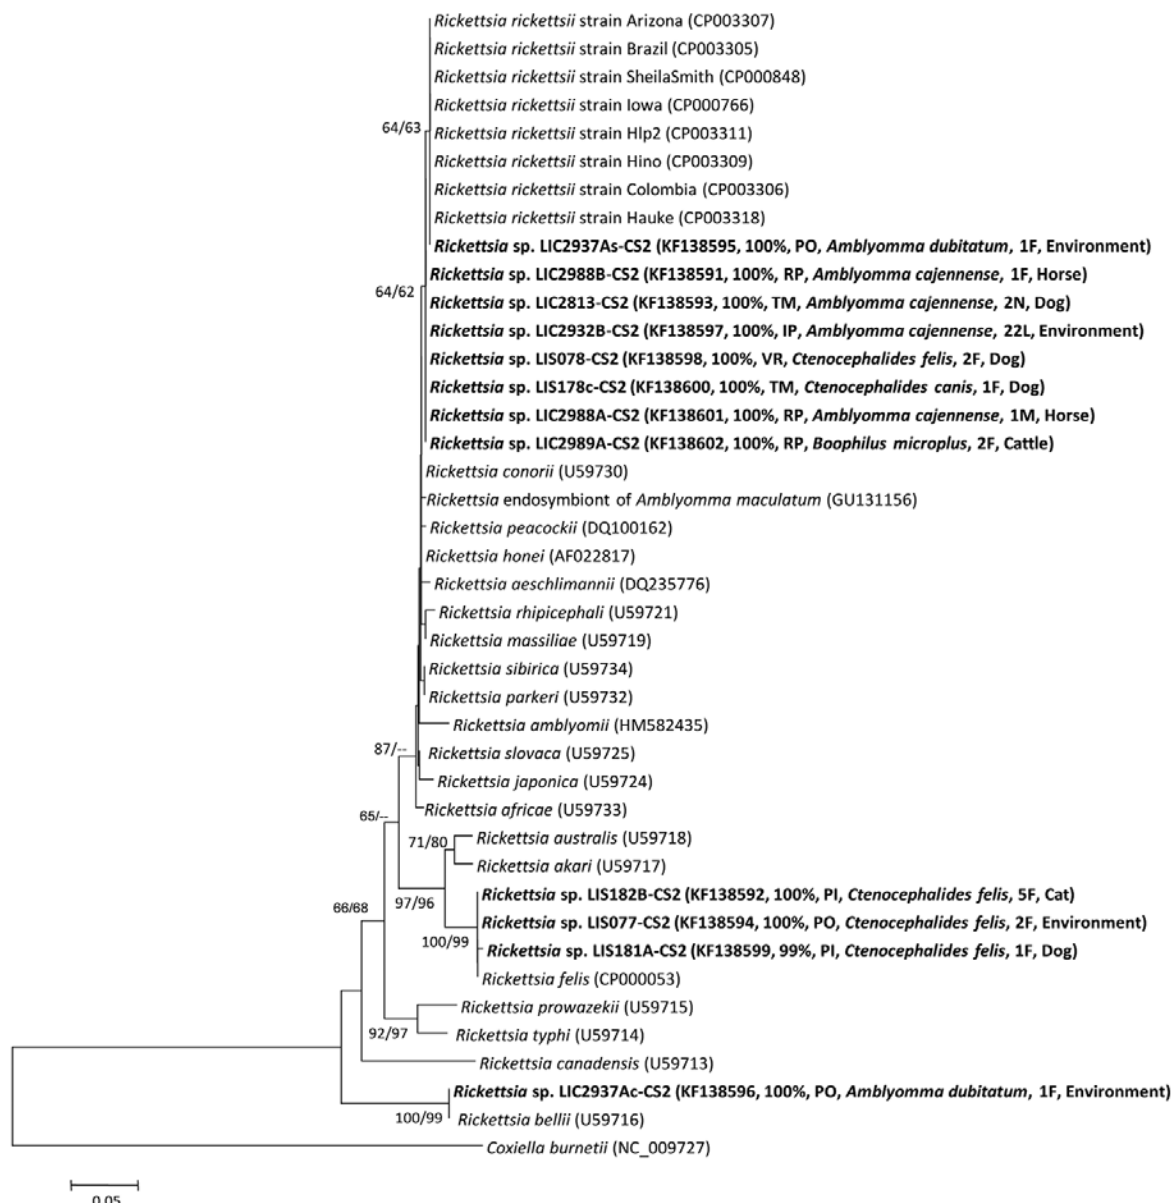 Rickettsia rickettsii strain Arizona (CP003307)
Rickettsia rickettsii strain Brazil (CP003305)
Rickettsia rickettsii strain SheilaSmith (CP000848)
Rickettsia rickettsii strain Iowa (CP000766)
64/63
Rickettsia rickettsii strain Hlp2 (CP003311)
Rickettsia rickettsii strain Hino (CP003309)
Rickettsia rickettsii strain Colombia (CP003306)
Rickettsia rickettsii strain Hauke (CP003318)
Rickettsia sp. LIC2937As-CS2 (KF138595, 100%, PO, Amblyomma dubitatum, 1F, Environment)
Rickettsia sp. LIC2988B-CS2 (KF138591, 100%, RP, Amblyomma cajennense, 1F, Horse)
64/62
Rickettsia sp. LIC2813-CS2 (KF138593, 100%, TM, Amblyomma cajennense, 2N, Dog)
Rickettsia sp. LIC2932B-CS2 (KF138597, 100%, IP, Amblyomma cajennense, 22L, Environment)
Rickettsia sp. LIS078-CS2 (KF138598, 100%, VR, Ctenocephalides felis, 2F, Dog)
Rickettsia sp. LIS178c-CS2 (KF138600, 100%, TM, Ctenocephalides canis, 1F, Dog)
Rickettsia sp. LIC2988A-CS2 (KF138601, 100%, RP, Amblyomma cajennense, 1M, Horse)
Rickettsia sp. LIC2989A-CS2 (KF138602, 100%, RP, Boophilus microplus, 2F, Cattle)
Rickettsia conorii (U59730)
Rickettsia endosymbiont of Amblyomma maculatum (GU131156)
Rickettsia peacockii (DQ100162)
Rickettsia honei (AF022817)
Rickettsia aeschlimannii (DQ235776)
Rickettsia rhipicephali (U59721)
Rickettsia massiliae (U59719)
Rickettsia sibirica (U59734)
Rickettsia parkeri (U59732)
Rickettsia amblyomii (HM582435)
87/--
Rickettsia slovaca (U59725)
Rickettsia japonica (U59724)
Rickettsia africae (U59733)
65/--
Rickettsia australis (U59718)
71/80
Rickettsia akari (U59717)
Rickettsia sp. LIS182B-CS2 (KF138592, 100%, PI, Ctenocephalides felis, 5F, Cat)
97/96
66/68
Rickettsia sp. LIS077-CS2 (KF138594, 100%, PO, Ctenocephalides felis, 2F, Environment)
100/99
Rickettsia sp. LIS181A-CS2 (KF138599, 99%, PI, Ctenocephalides felis, 1F, Dog)
Rickettsia felis (CP000053)
Rickettsia prowazekii (U59715)
92/97
Rickettsia typhi (U59714)
Rickettsia canadensis (U59713)
Rickettsia sp. LIC2937Ac-CS2 (KF138596, 100%, PO, Amblyomma dubitatum, 1F, Environment)
100/99
Rickettsia bellii (U59716)
Coxiella burnetii (NC_009727)
0.05